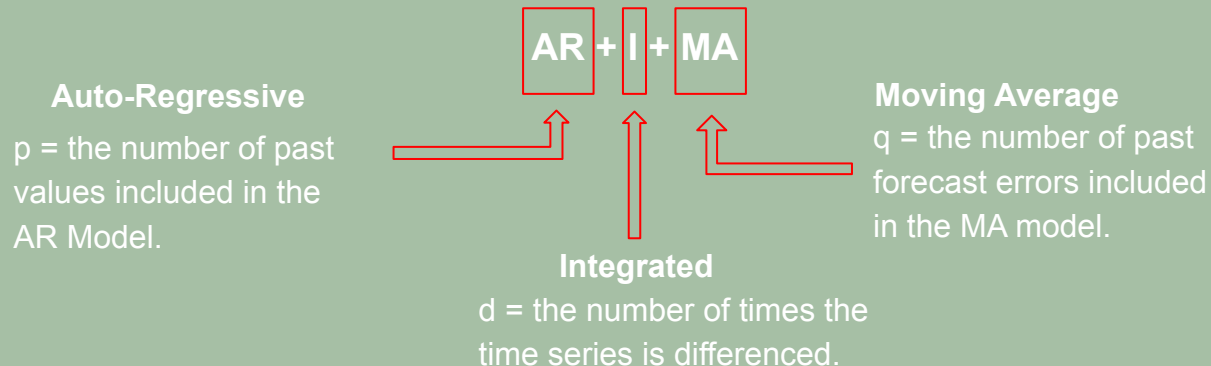 AR + I + MA
Auto-Regressive
p = the number of past
values included in the
AR Model.
Integrated
d = the number of times the
time series is differenced.
Moving Average
q = the number of past
forecast errors included
in the MA model.